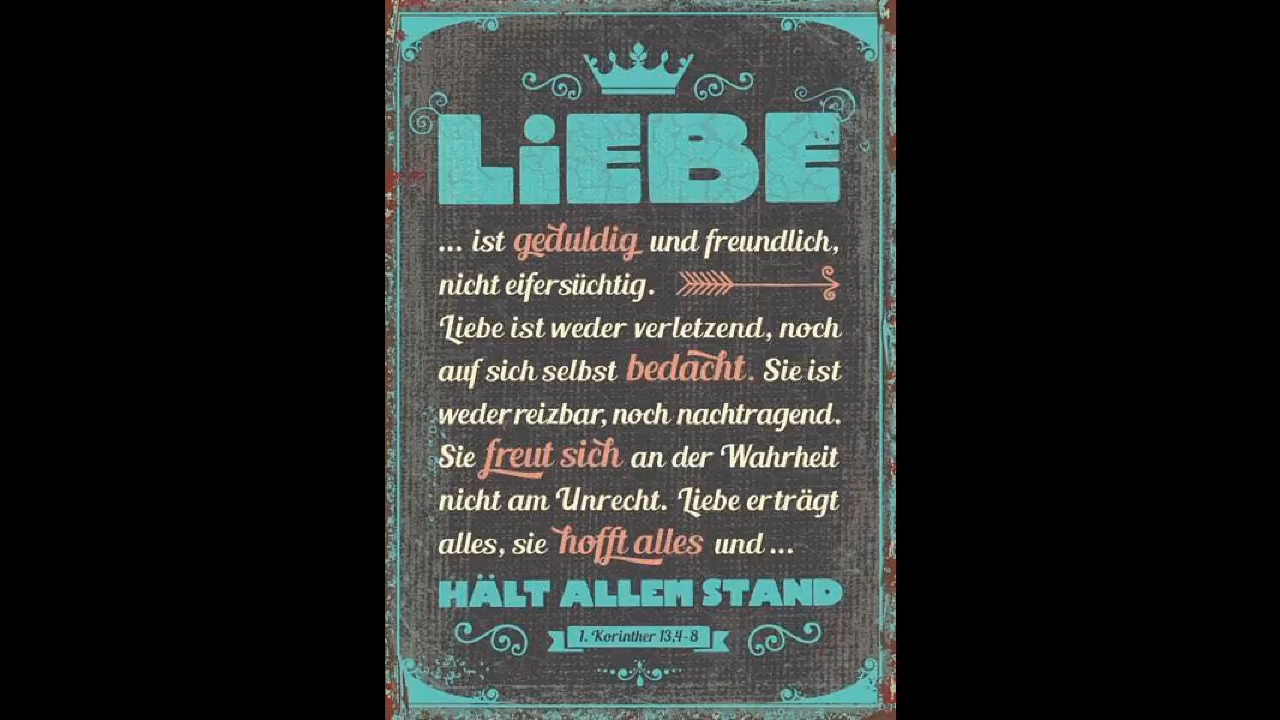 LiEBE
... ist geduldig und freundlich,
nicht eifersüchtig.
Liebe ist weder verletzend, noch
auf sich selbst bedacht. Sie ist
weder reizbar, noch nachtragend.
Sie freut sich an der Wahrheit
nicht am Unrecht. Liebe erträgt
alles, sie hofft alles und ...
HÄLT ALLEM STAND
1. Korinther 13,4-8